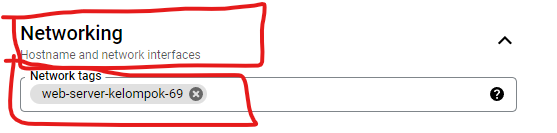 Networking
Hostname and network interfaces
Network tags
web-server-kelompok-69